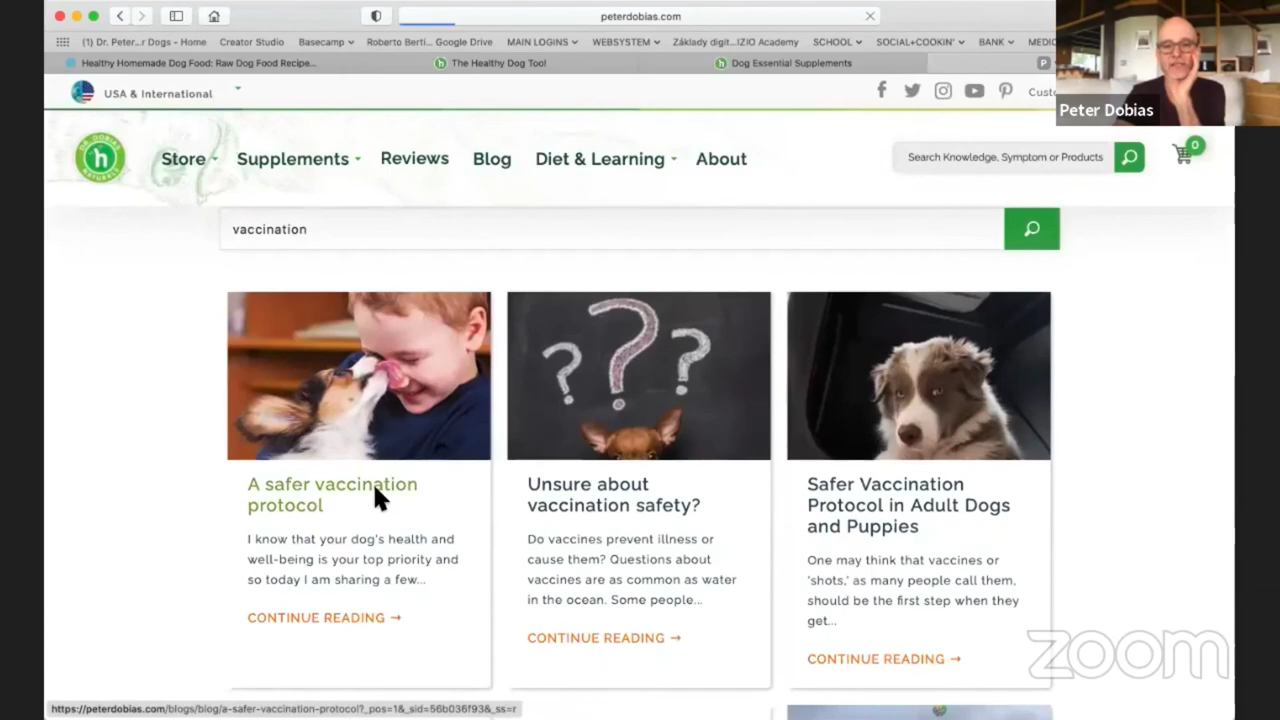 peterdobias.com
(1) Dr. Peter...r Dogs - Home Creator Studio Basecamp Roberto Berti... Google Drive MAIN LOGINS WEBSYSTEM Základy digit...IZIO Academy SCHOOL SOCIAL+COOKIN' BANK MEDIC
Healthy Homemade Dog Food: Raw Dog Food Recipe... The Healthy Dog Too! Dog Essential Supplements P
Peter Dobias
USA & International Custo
DR. DOBIAS
h
NATURALS
Store Supplements Reviews Blog Diet & Learning About
Search Knowledge, Symptom or Products
0
vaccination
???
A safer vaccination
protocol
I know that your dog's health and
well-being is your top priority and
so today I am sharing a few...
CONTINUE READING →
Unsure about
vaccination safety?
Do vaccines prevent illness or
cause them? Questions about
vaccines are as common as water
in the ocean. Some people...
CONTINUE READING →
Safer Vaccination
Protocol in Adult Dogs
and Puppies
One may think that vaccines or
'shots,' as many people call them,
should be the first step when they
get...
CONTINUE READING →
zoom
https://peterdobias.com/blogs/blog/a-safer-vaccination-protocol?_pos=1&_sid=56b036f93&_ss=r